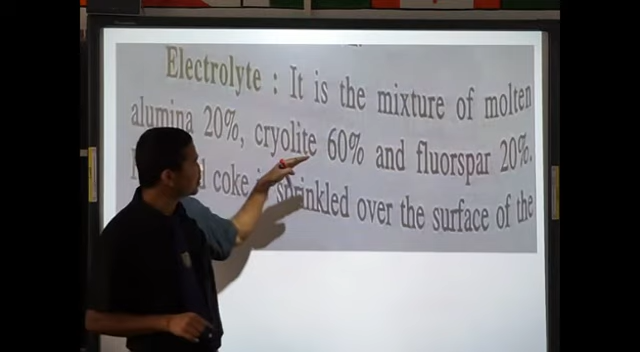 Electrolyte : It is the mixture of molten
alumina 20%, cryolite 60% and fluorspar 20%.
coke is sprinkled over the surface of the